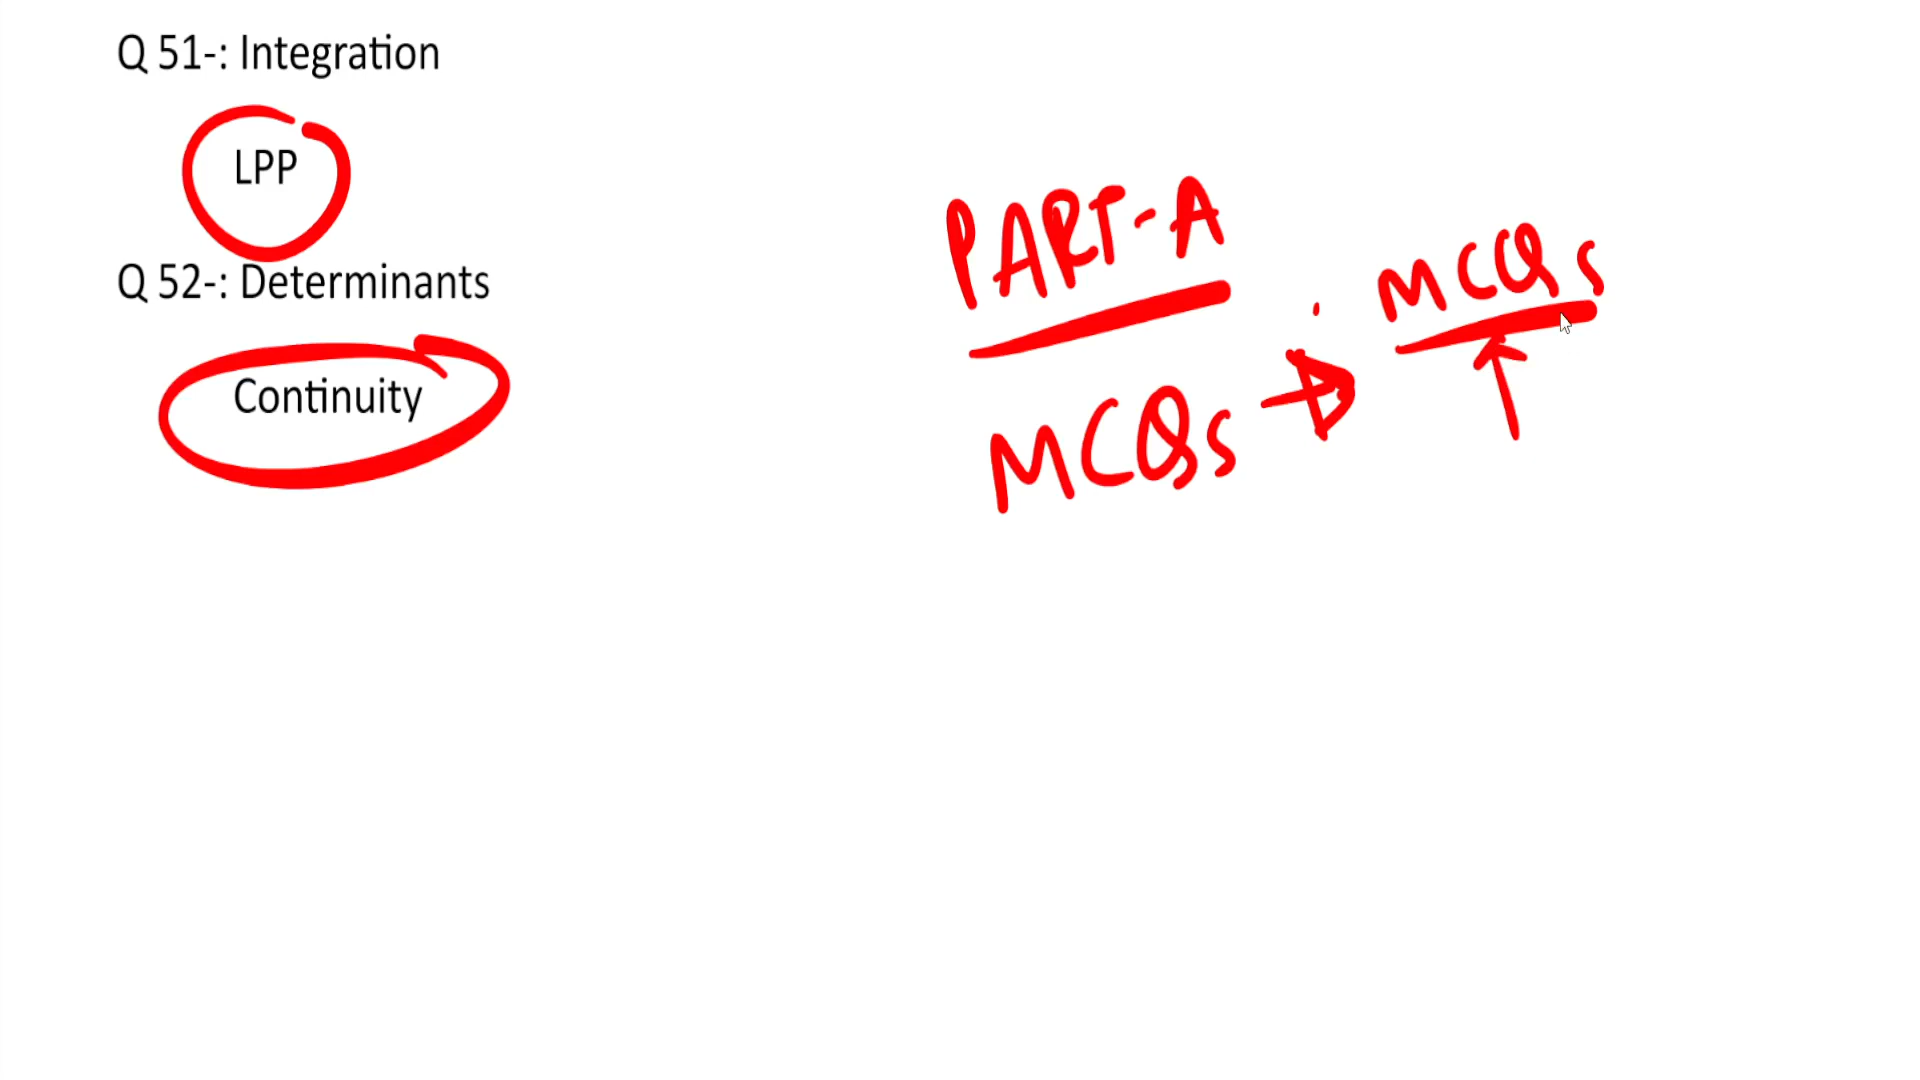 Q 51-: Integration
LPP
Q 52-: Determinants
Continuity
PART-A
MCQs → MCQs